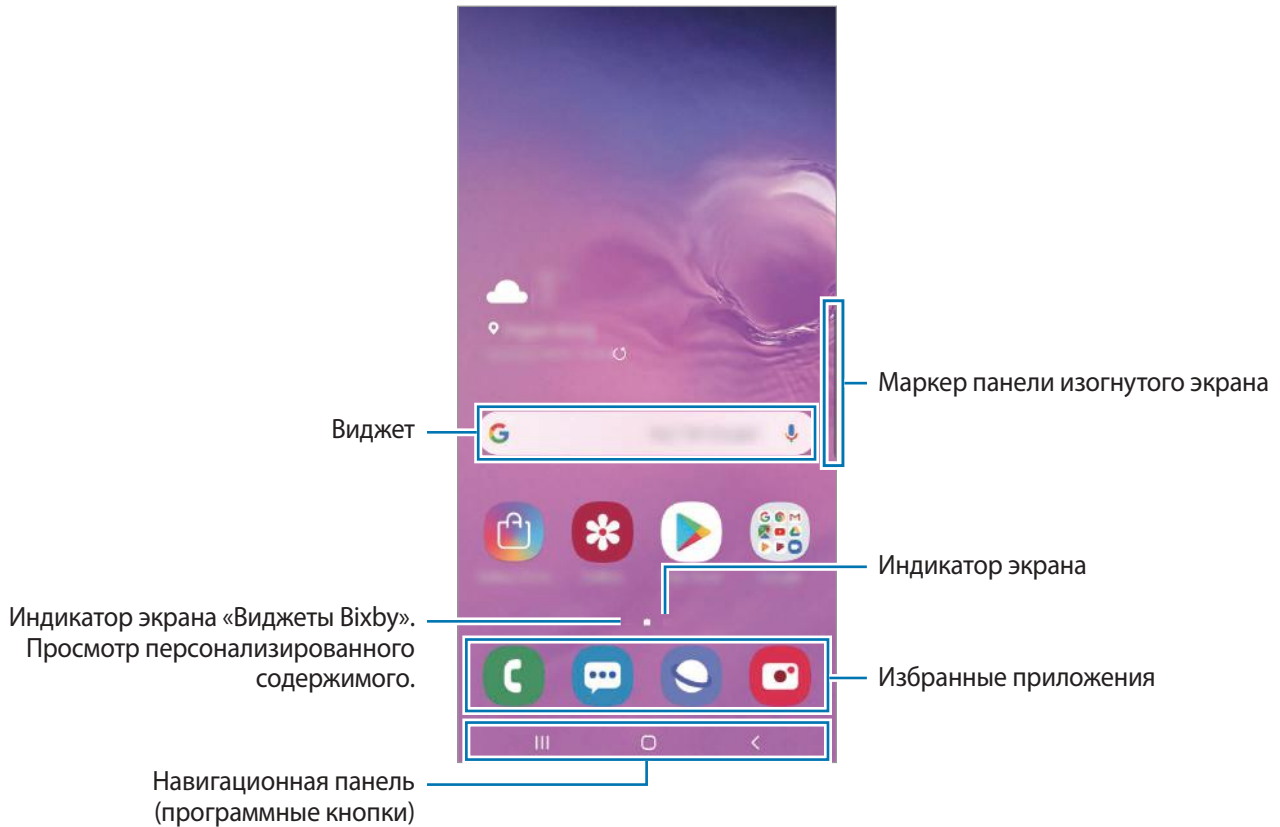 Маркер панели изогнутого экрана
Виджет
Индикатор экрана
Индикатор экрана «Виджеты Bixby».
Просмотр персонализированного
содержимого.
Избранные приложения
Навигационная панель
(программные кнопки)